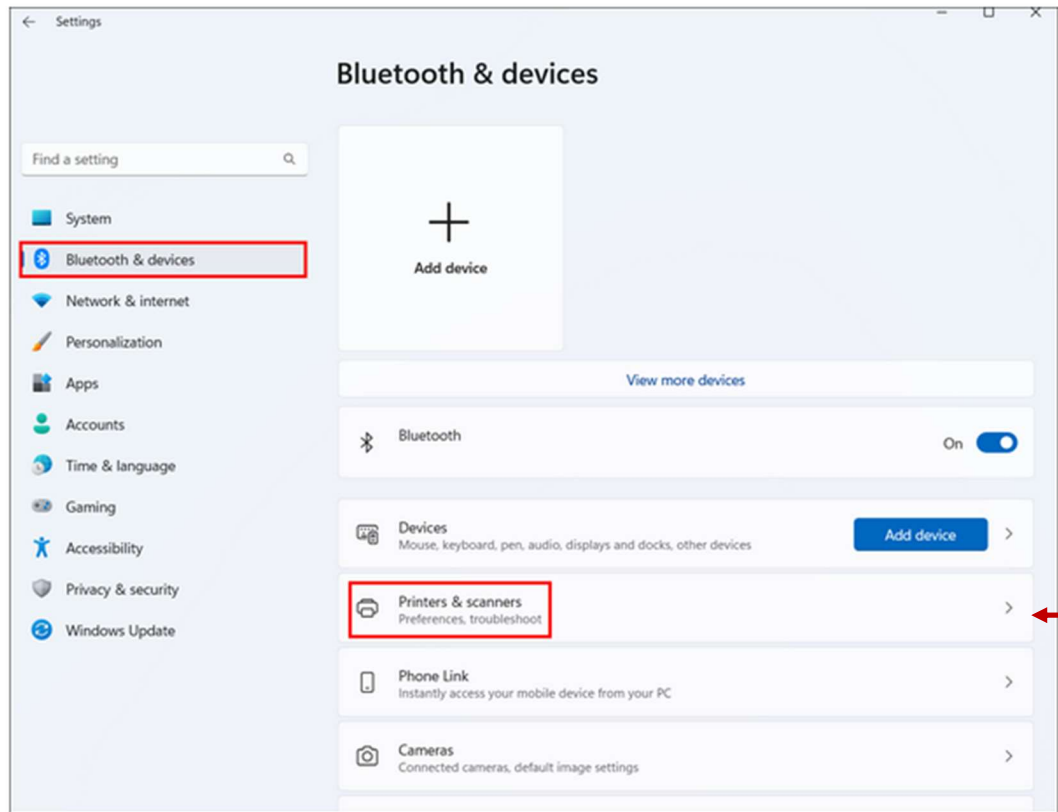 Settings
Bluetooth & devices
Find a setting
System
Bluetooth & devices
Network & internet
Personalization
Apps
Accounts
Time & language
Gaming
Accessibility
Privacy & security
Windows Update
Add device
View more devices
Bluetooth
On
Devices
Mouse, keyboard, pen, audio, displays and docks, other devices
Add device
Printers & scanners
Preferences, troubleshoot
Phone Link
Instantly access your mobile device from your PC
Cameras
Connected cameras, default image settings